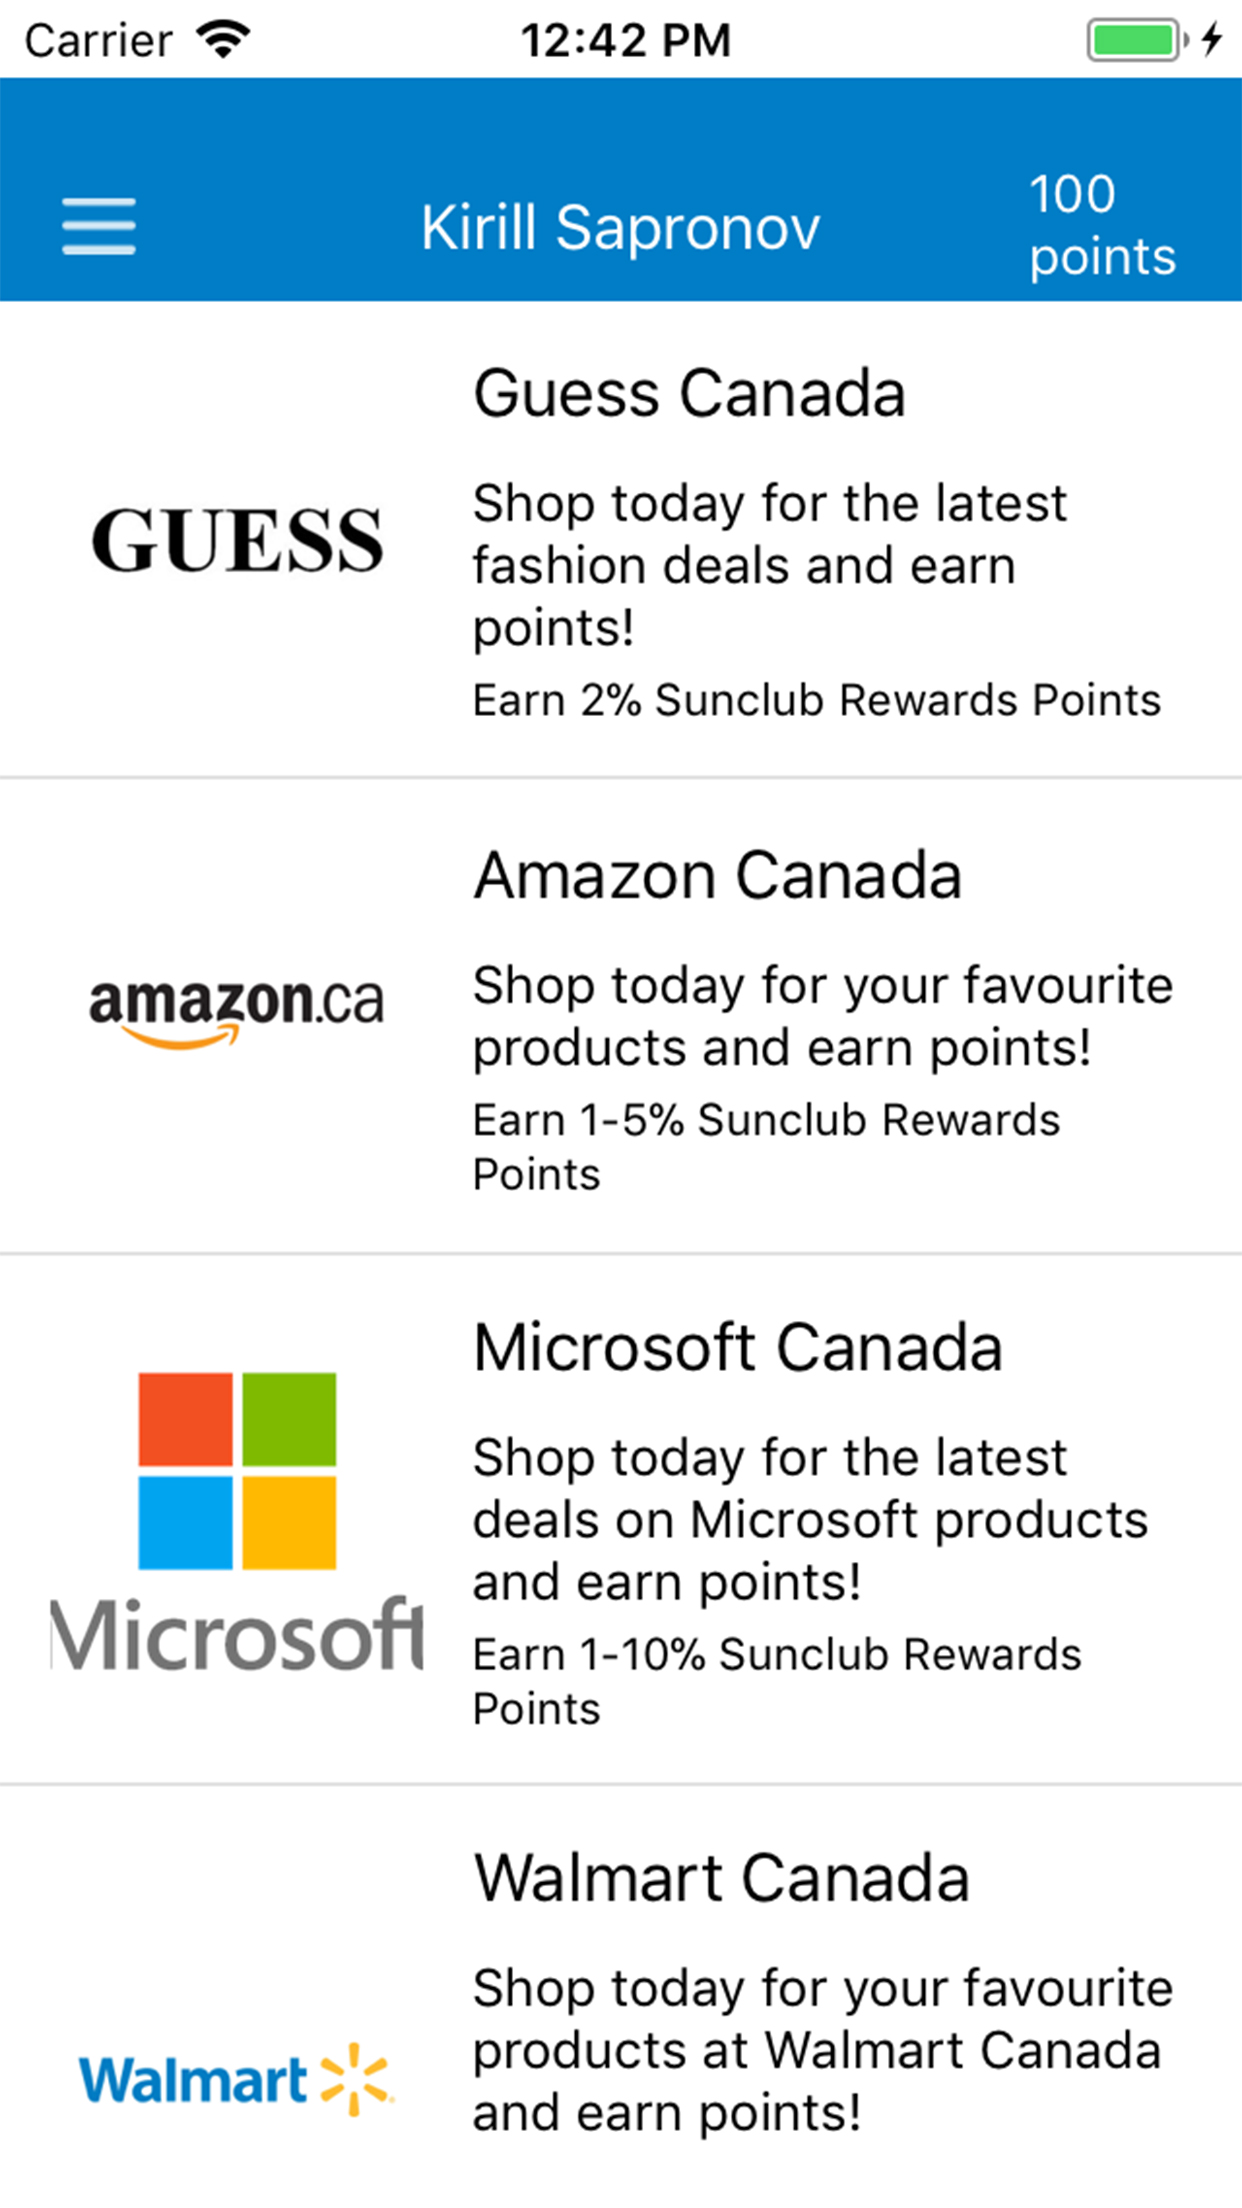 Carrier 12:42 PM
100
Kirill Sapronov
points
Guess Canada
GUESS
Shop today for the latest
fashion deals and earn
points!
Earn 2% Sunclub Rewards Points
Amazon Canada
amazon.ca
Shop today for your favourite
products and earn points!
Earn 1-5% Sunclub Rewards
Points
Microsoft Canada
Microsoft
Shop today for the latest
deals on Microsoft products
and earn points!
Earn 1-10% Sunclub Rewards
Points
Walmart Canada
Walmart
Shop today for your favourite
products at Walmart Canada
and earn points!